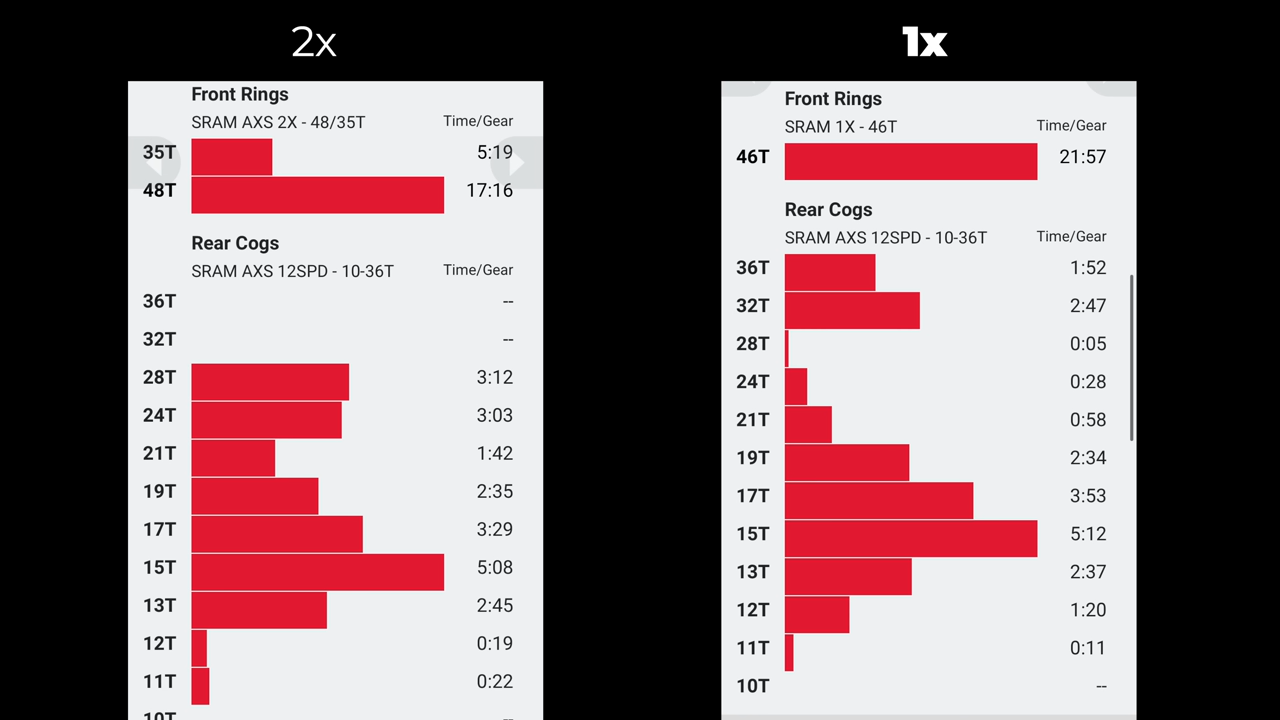 2x
Front Rings
SRAM AXS 2X - 48/35T Time/Gear
35T 5:19
48T 17:16
Rear Cogs
SRAM AXS 12SPD - 10-36T Time/Gear
36T --
32T --
28T 3:12
24T 3:03
21T 1:42
19T 2:35
17T 3:29
15T 5:08
13T 2:45
12T 0:19
11T 0:22
10T --
1x
Front Rings
SRAM 1X - 46T Time/Gear
46T 21:57
Rear Cogs
SRAM AXS 12SPD - 10-36T Time/Gear
36T 1:52
32T 2:47
28T 0:05
24T 0:28
21T 0:58
19T 2:34
17T 3:53
15T 5:12
13T 2:37
12T 1:20
11T 0:11
10T --